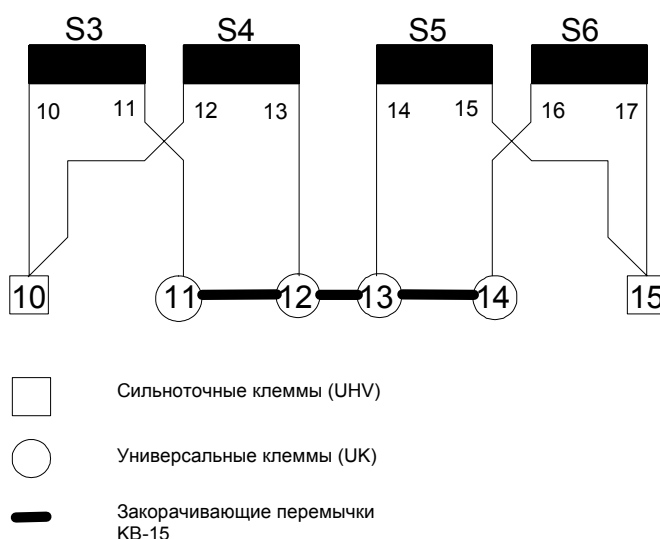 S3 S4 S5 S6
10 11 12 13 14 15 16 17
10 11 12 13 14 15
Сильноточные клеммы (UHV)
Универсальные клеммы (UK)
Закорачивающие перемычки
КВ-15